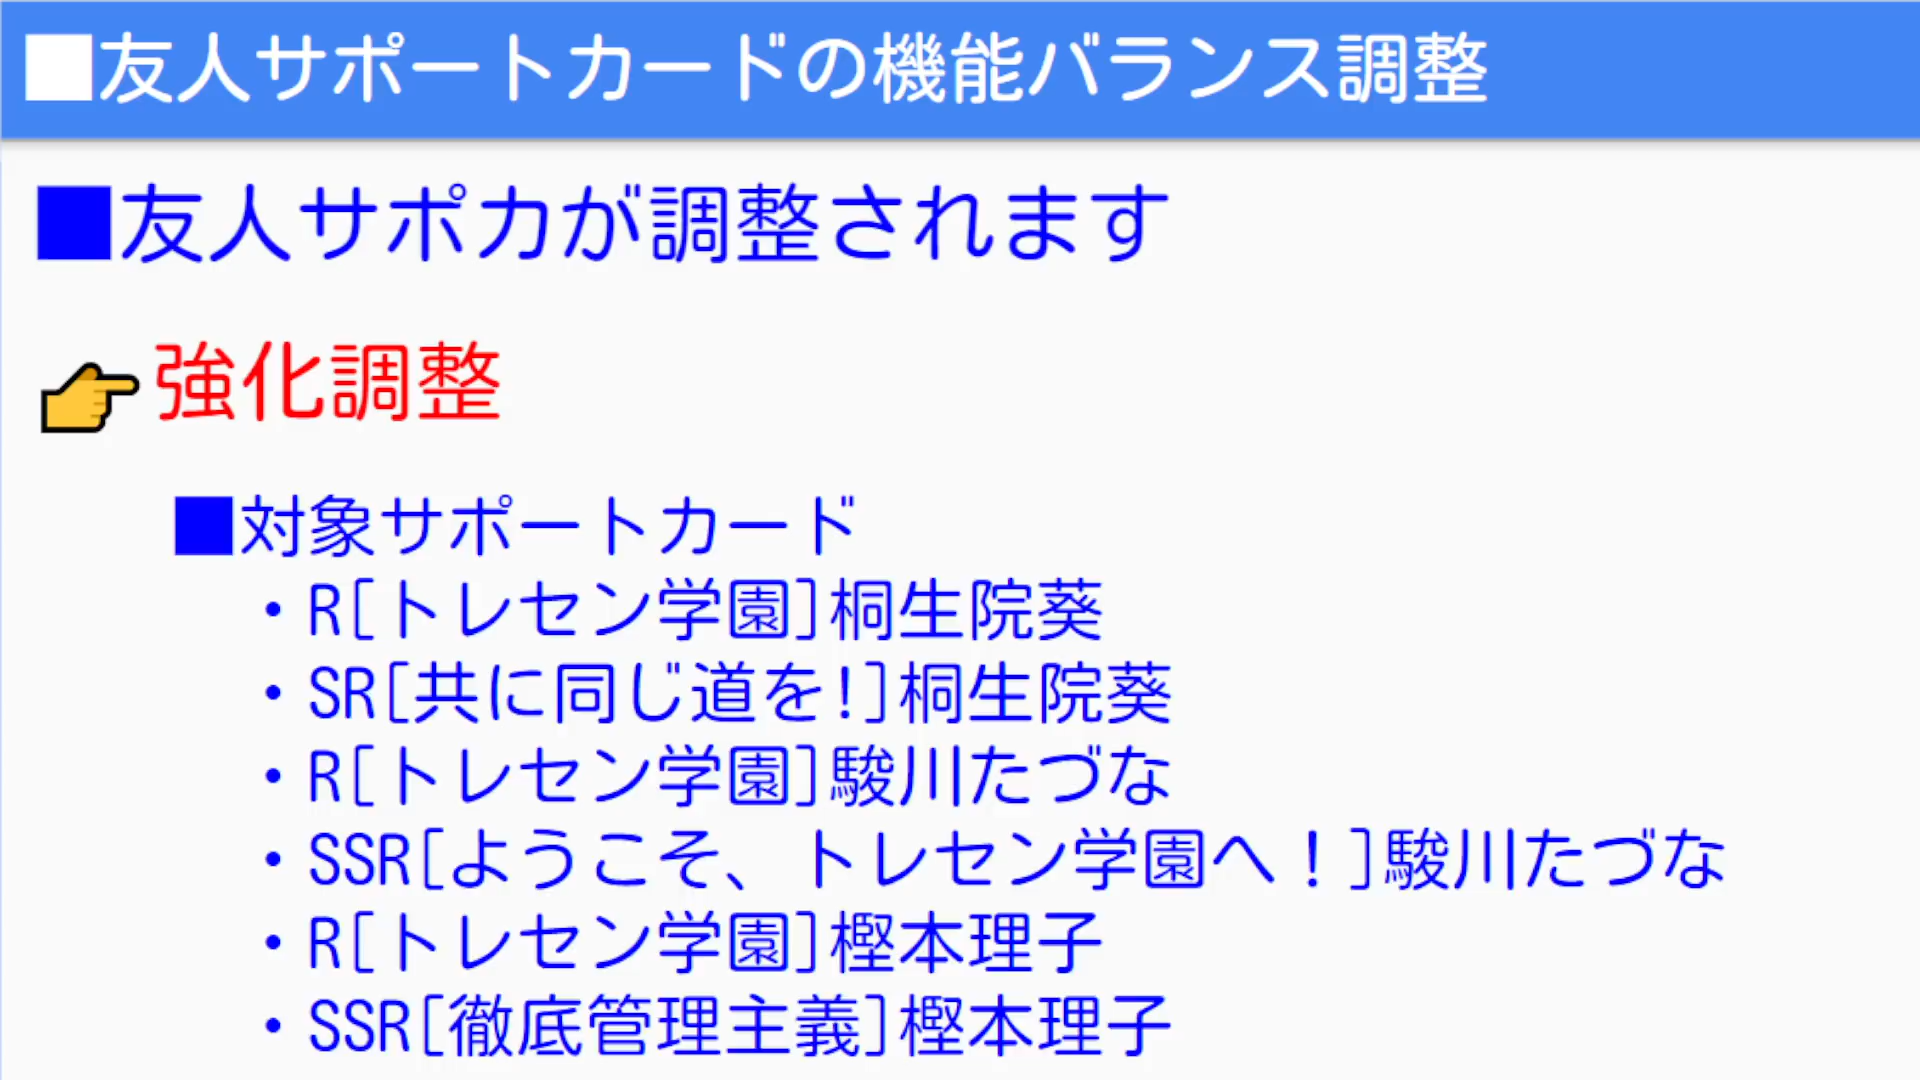 ■友人サポートカードの機能バランス調整
■友人サポカが調整されます
👉強化調整
■対象サポートカード
・R[トレセン学園]桐生院葵
・SR[共に同じ道を!]桐生院葵
・R[トレセン学園]駿川たづな
・SSR[ようこそ、トレセン学園へ！]駿川たづな
・R[トレセン学園]樫本理子
・SSR[徹底管理主義]樫本理子